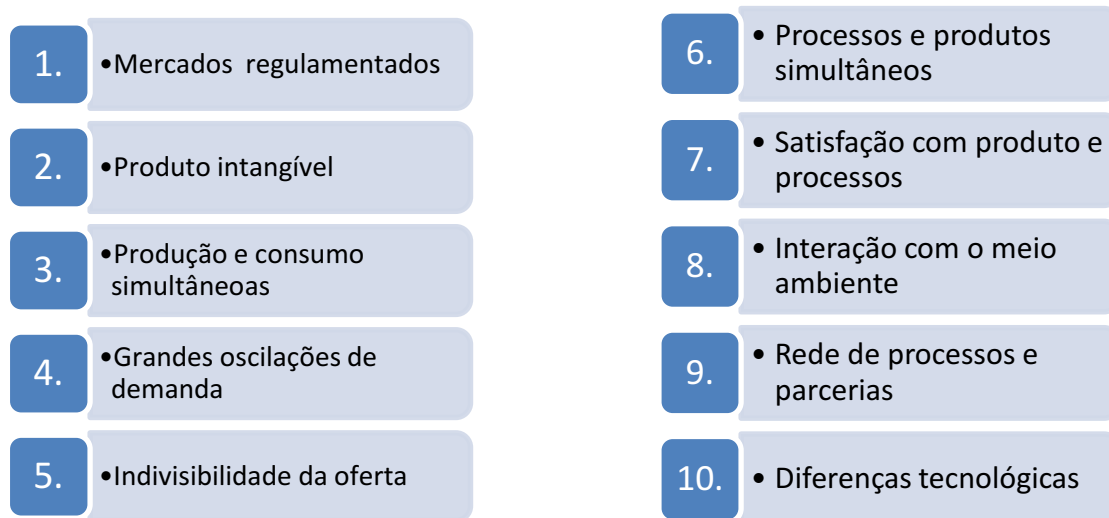 1.
•Mercados regulamentados
2.
•Produto intangível
3.
•Produção e consumo
simultâneoas
4.
•Grandes oscilações de
demanda
5.
•Indivisibilidade da oferta
6.
• Processos e produtos
simultâneos
7.
• Satisfação com produto e
processos
8.
• Interação com o meio
ambiente
9.
• Rede de processos e
parcerias
10.
• Diferenças tecnológicas